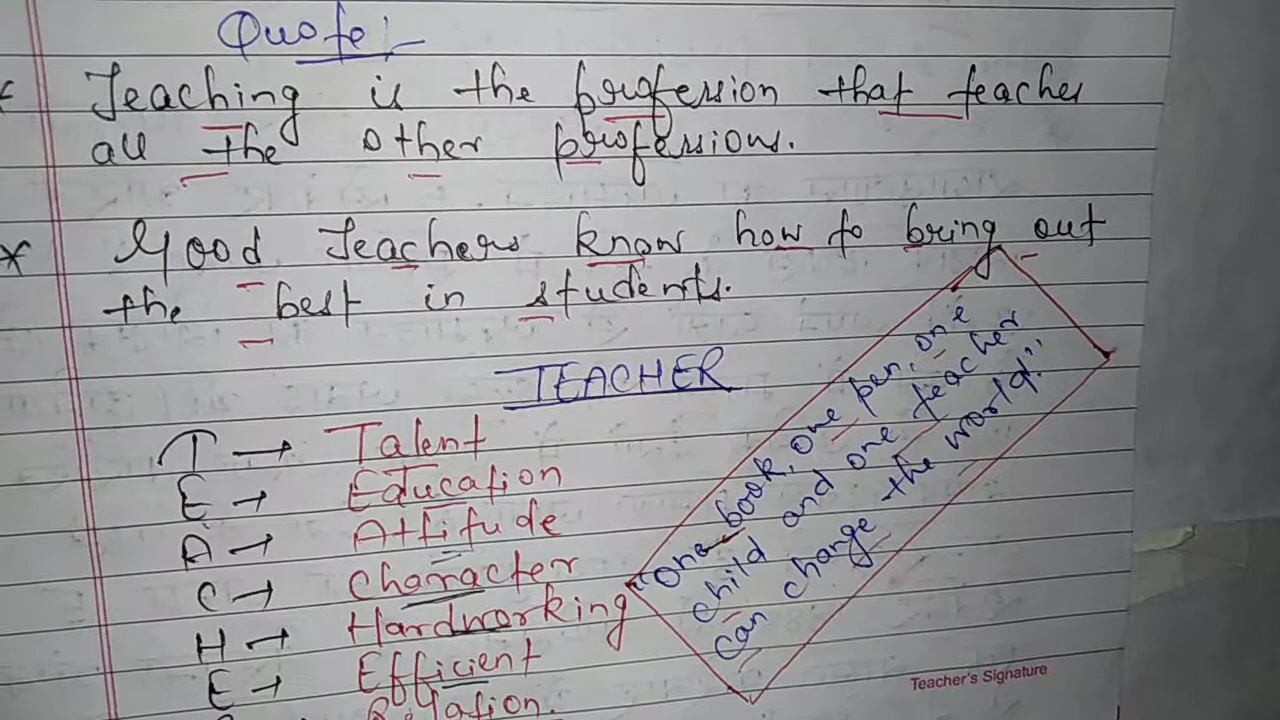 Quote :-
* Teaching is the profession that teaches
all the other professions.
* Good Teachers know how to bring out
the best in students.
TEACHER
T → Talent
E → Education
A → Attitude
C → Character
H → Hardworking
E → Efficient
Relation.
"One book, one pen, one
child and one teacher
can change the world!"
Teacher's Signature